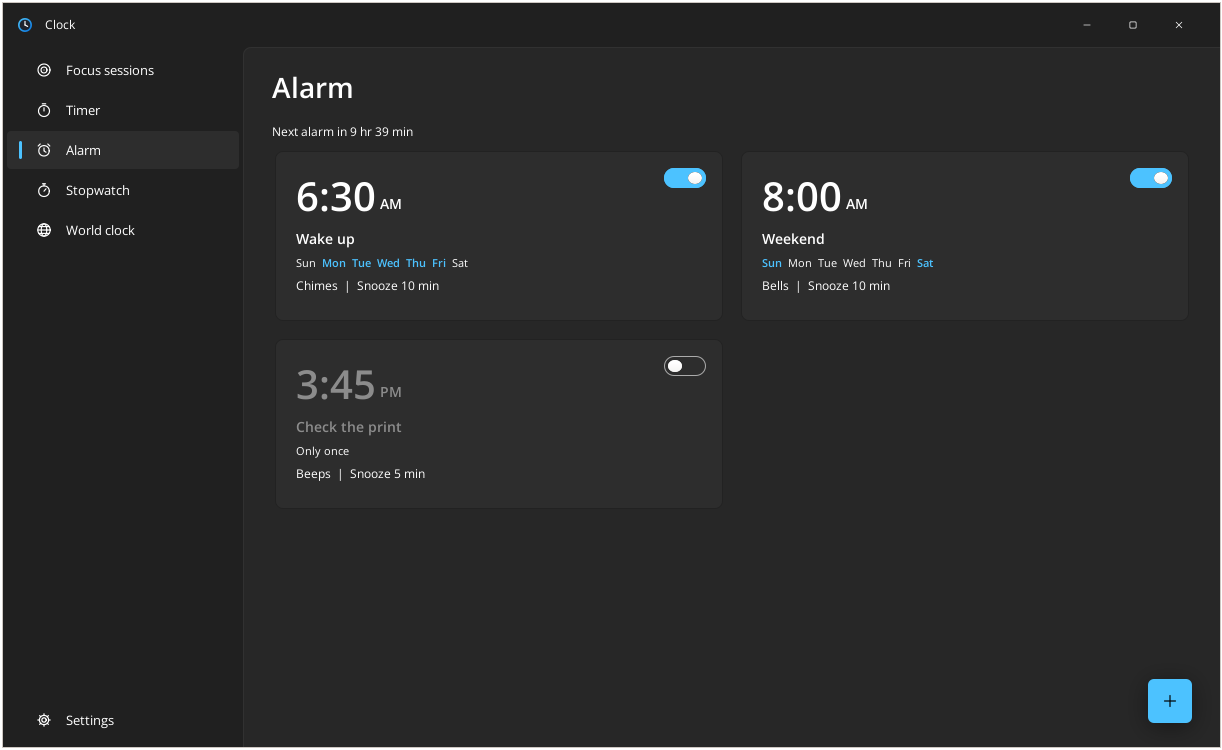 Clock
Focus sessions
Timer
Alarm
Stopwatch
World clock
Settings
Alarm
Next alarm in 9 hr 39 min
6:30 AM
Wake up
Sun Mon Tue Wed Thu Fri Sat
Chimes | Snooze 10 min
8:00 AM
Weekend
Sun Mon Tue Wed Thu Fri Sat
Bells | Snooze 10 min
3:45 PM
Check the print
Only once
Beeps | Snooze 5 min